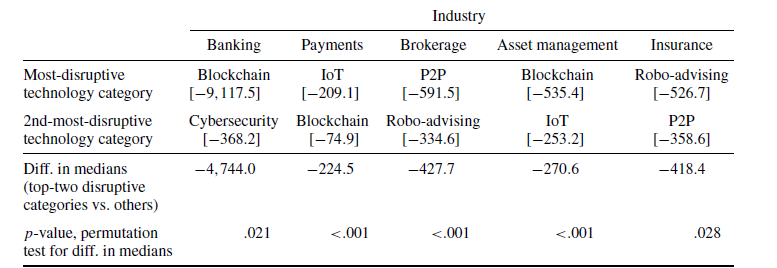 Industry
Banking Payments Brokerage Asset management Insurance
Most-disruptive Blockchain IoT P2P Blockchain Robo-advising
technology category [−9,117.5] [−209.1] [−591.5] [−535.4] [−526.7]
2nd-most-disruptive Cybersecurity Blockchain Robo-advising IoT P2P
technology category [−368.2] [−74.9] [−334.6] [−253.2] [−358.6]
Diff. in medians −4,744.0 −224.5 −427.7 −270.6 −418.4
(top-two disruptive
categories vs. others)
p-value, permutation .021 <.001 <.001 <.001 .028
test for diff. in medians